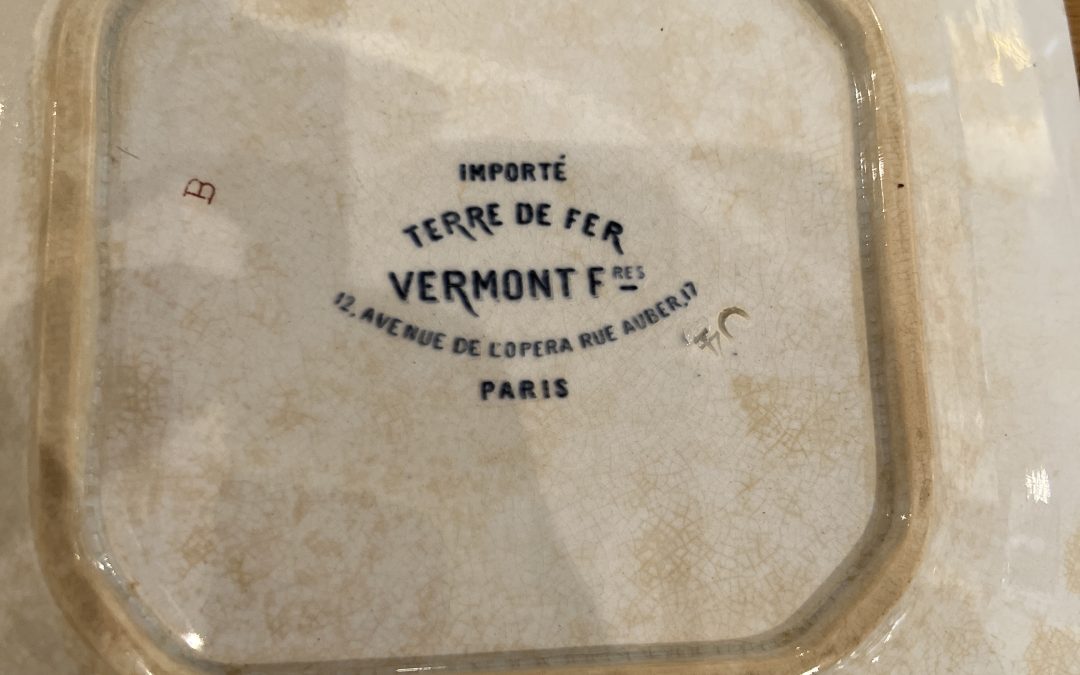 IMPORTÉ
TERRE DE FER
VERMONT FRES
12, AVENUE DE L'OPERA RUE AUBER, 17
PARIS
B